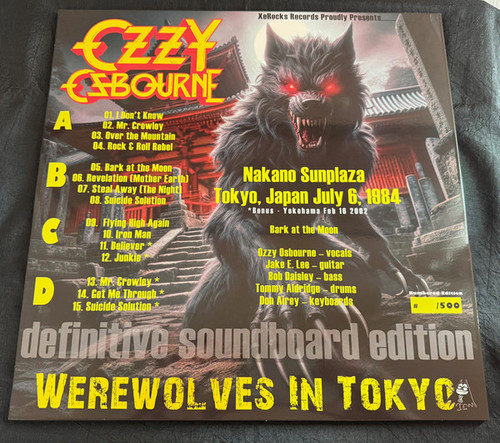 XeRocks Records Proudly Presents
OZZY
OSBOURNE
A
01. I Don't Know
02. Mr. Crowley
03. Over the Mountain
04. Rock & Roll Rebel
B
05. Bark at the Moon
06. Revelation (Mother Earth)
07. Steal Away (The Night)
08. Suicide Solution
C
09. Flying High Again
10. Iron Man
11. Believer *
12. Junkie *
D
13. Mr. Crowley *
14. Get Me Through *
15. Suicide Solution *
Nakano Sunplaza
Tokyo, Japan July 6, 1984
*Bonus - Yokohama Feb 16 2002
Bark at the Moon
Ozzy Osbourne – vocals
Jake E. Lee – guitar
Bob Daisley – bass
Tommy Aldridge – drums
Don Airey – keyboards
Numbered Edition
# /500
definitive soundboard edition
WEREWOLVES IN TOKYO